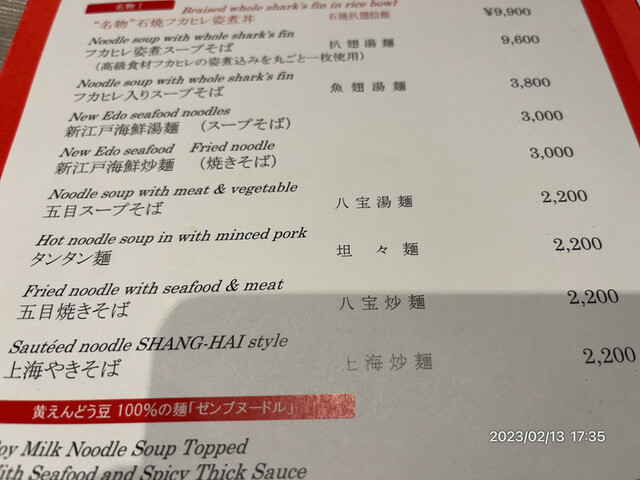 名物！ Braised whole shark's fin in rice bowl
"名物"石焼フカヒレ姿煮丼 石燒扒翅燴飯 ¥9,900
Noodle soup with whole shark's fin
フカヒレ姿煮スープそば 扒翅湯麺 9,600
(高級食材フカヒレの姿煮込みを丸ごと一枚使用)
Noodle soup with whole shark's fin
フカヒレ入りスープそば 魚翅湯麺 3,800
New Edo seafood noodles
新江戸海鮮湯麺 (スープそば) 3,000
New Edo seafood Fried noodle
新江戸海鮮炒麺 (焼きそば) 3,000
Noodle soup with meat & vegetable
五目スープそば 八宝湯麺 2,200
Hot noodle soup in with minced pork
タンタン麺 坦々麺 2,200
Fried noodle with seafood & meat
五目焼きそば 八宝炒麺 2,200
Sautéed noodle SHANG-HAI style
上海やきそば 上海炒麺 2,200
黄えんどう豆 100%の麺「ゼンブヌードル」
oy Milk Noodle Soup Topped
ith Seafood and Spicy Thick Sauce
2023/02/13 17:35